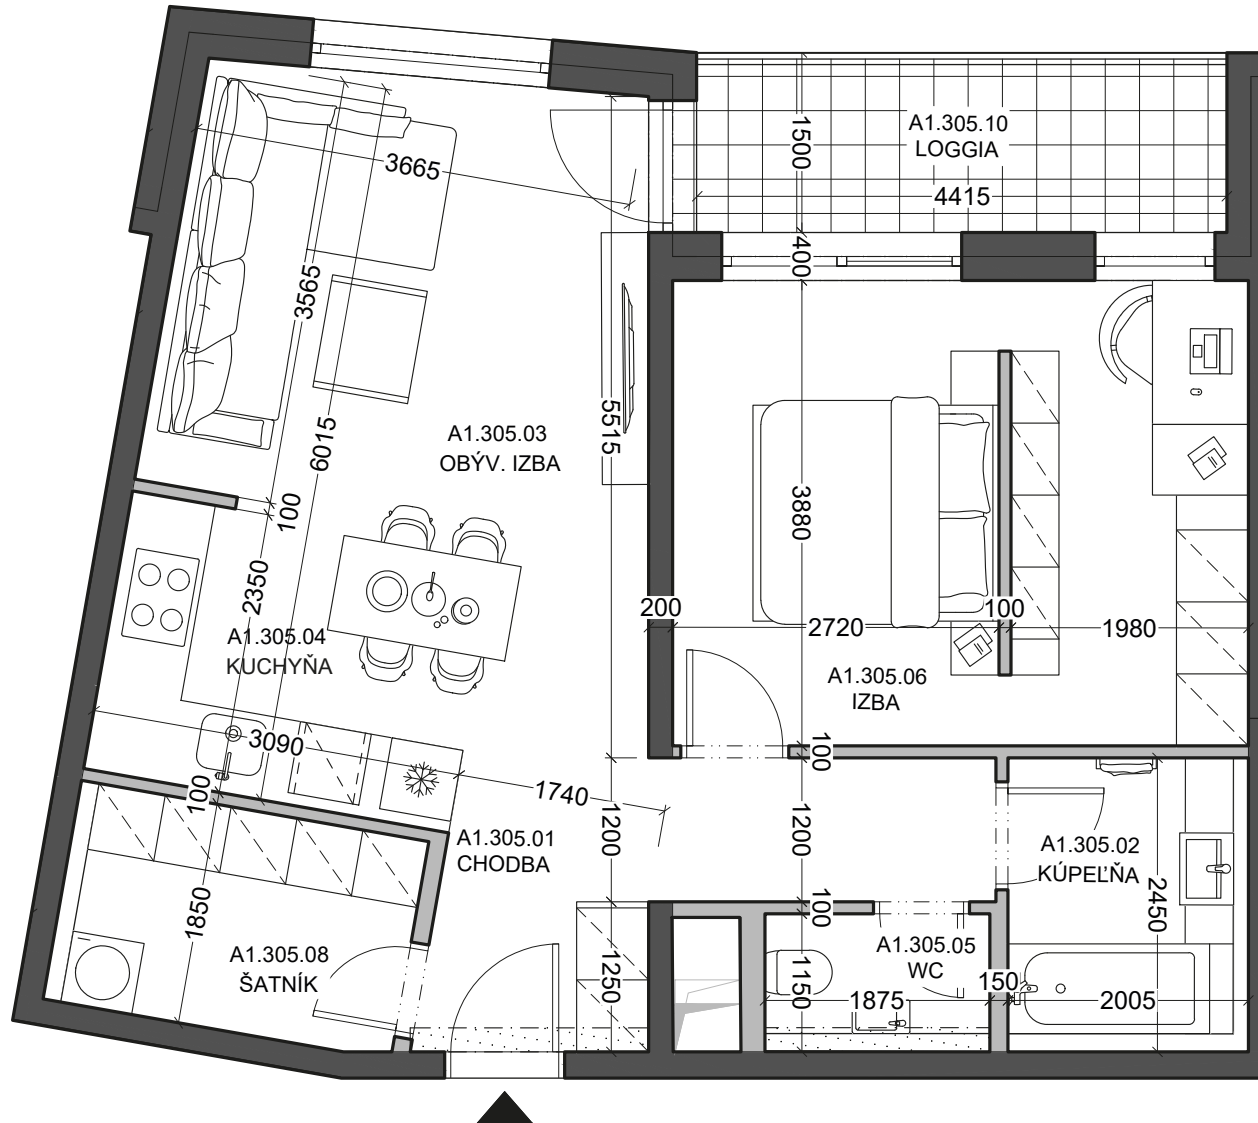 A1.305.10
LOGGIA
1500
4415
400
3665
3565
6015
5515
A1.305.03
OBÝV. IZBA
100
2350
A1.305.04
KUCHYŇA
3090
100
1740
3880
200
2720
100
1980
A1.305.06
IZBA
100
1200
1200
A1.305.01
CHODBA
A1.305.02
KÚPEĽŇA
2450
100
1850
A1.305.08
ŠATNÍK
1250
A1.305.05
WC
1150
1875
150
2005